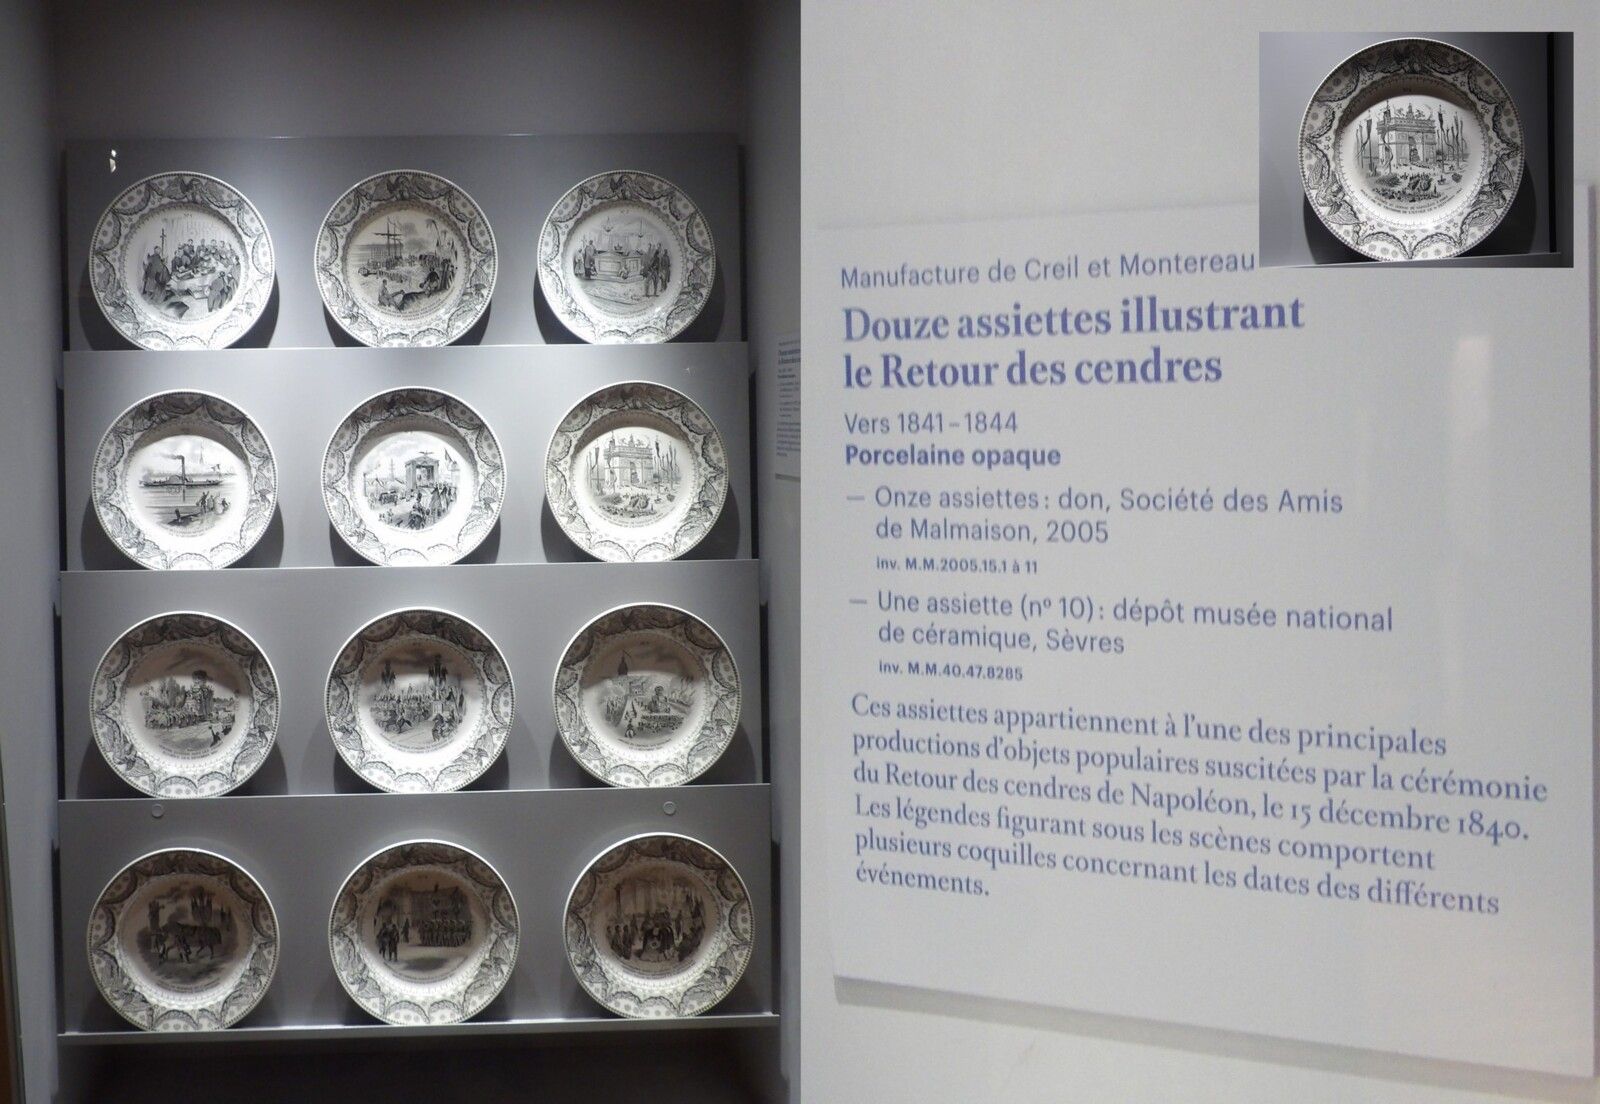 Manufacture de Creil et Montereau
Douze assiettes illustrant
le Retour des cendres
Vers 1841–1844
Porcelaine opaque
— Onze assiettes : don, Société des Amis
de Malmaison, 2005
inv. M.M.2005.15.1 à 11
— Une assiette (nº 10) : dépôt musée national
de céramique, Sèvres
inv. M.M.40.47.8285
Ces assiettes appartiennent à l'une des principales
productions d'objets populaires suscitées par la cérémonie
du Retour des cendres de Napoléon, le 15 décembre 1840.
Les légendes figurant sous les scènes comportent
plusieurs coquilles concernant les dates des différents
événements.